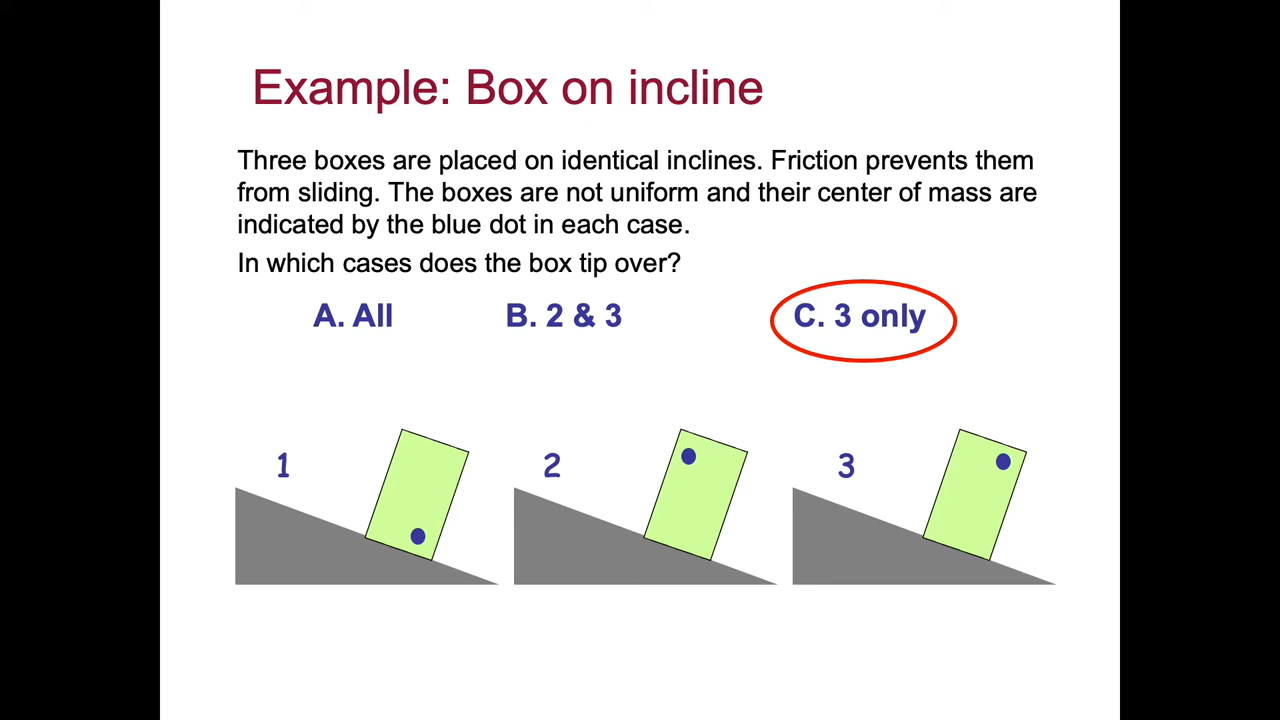 Example: Box on incline
Three boxes are placed on identical inclines. Friction prevents them
from sliding. The boxes are not uniform and their center of mass are
indicated by the blue dot in each case.
In which cases does the box tip over?
A. All B. 2 & 3 C. 3 only
1 2 3